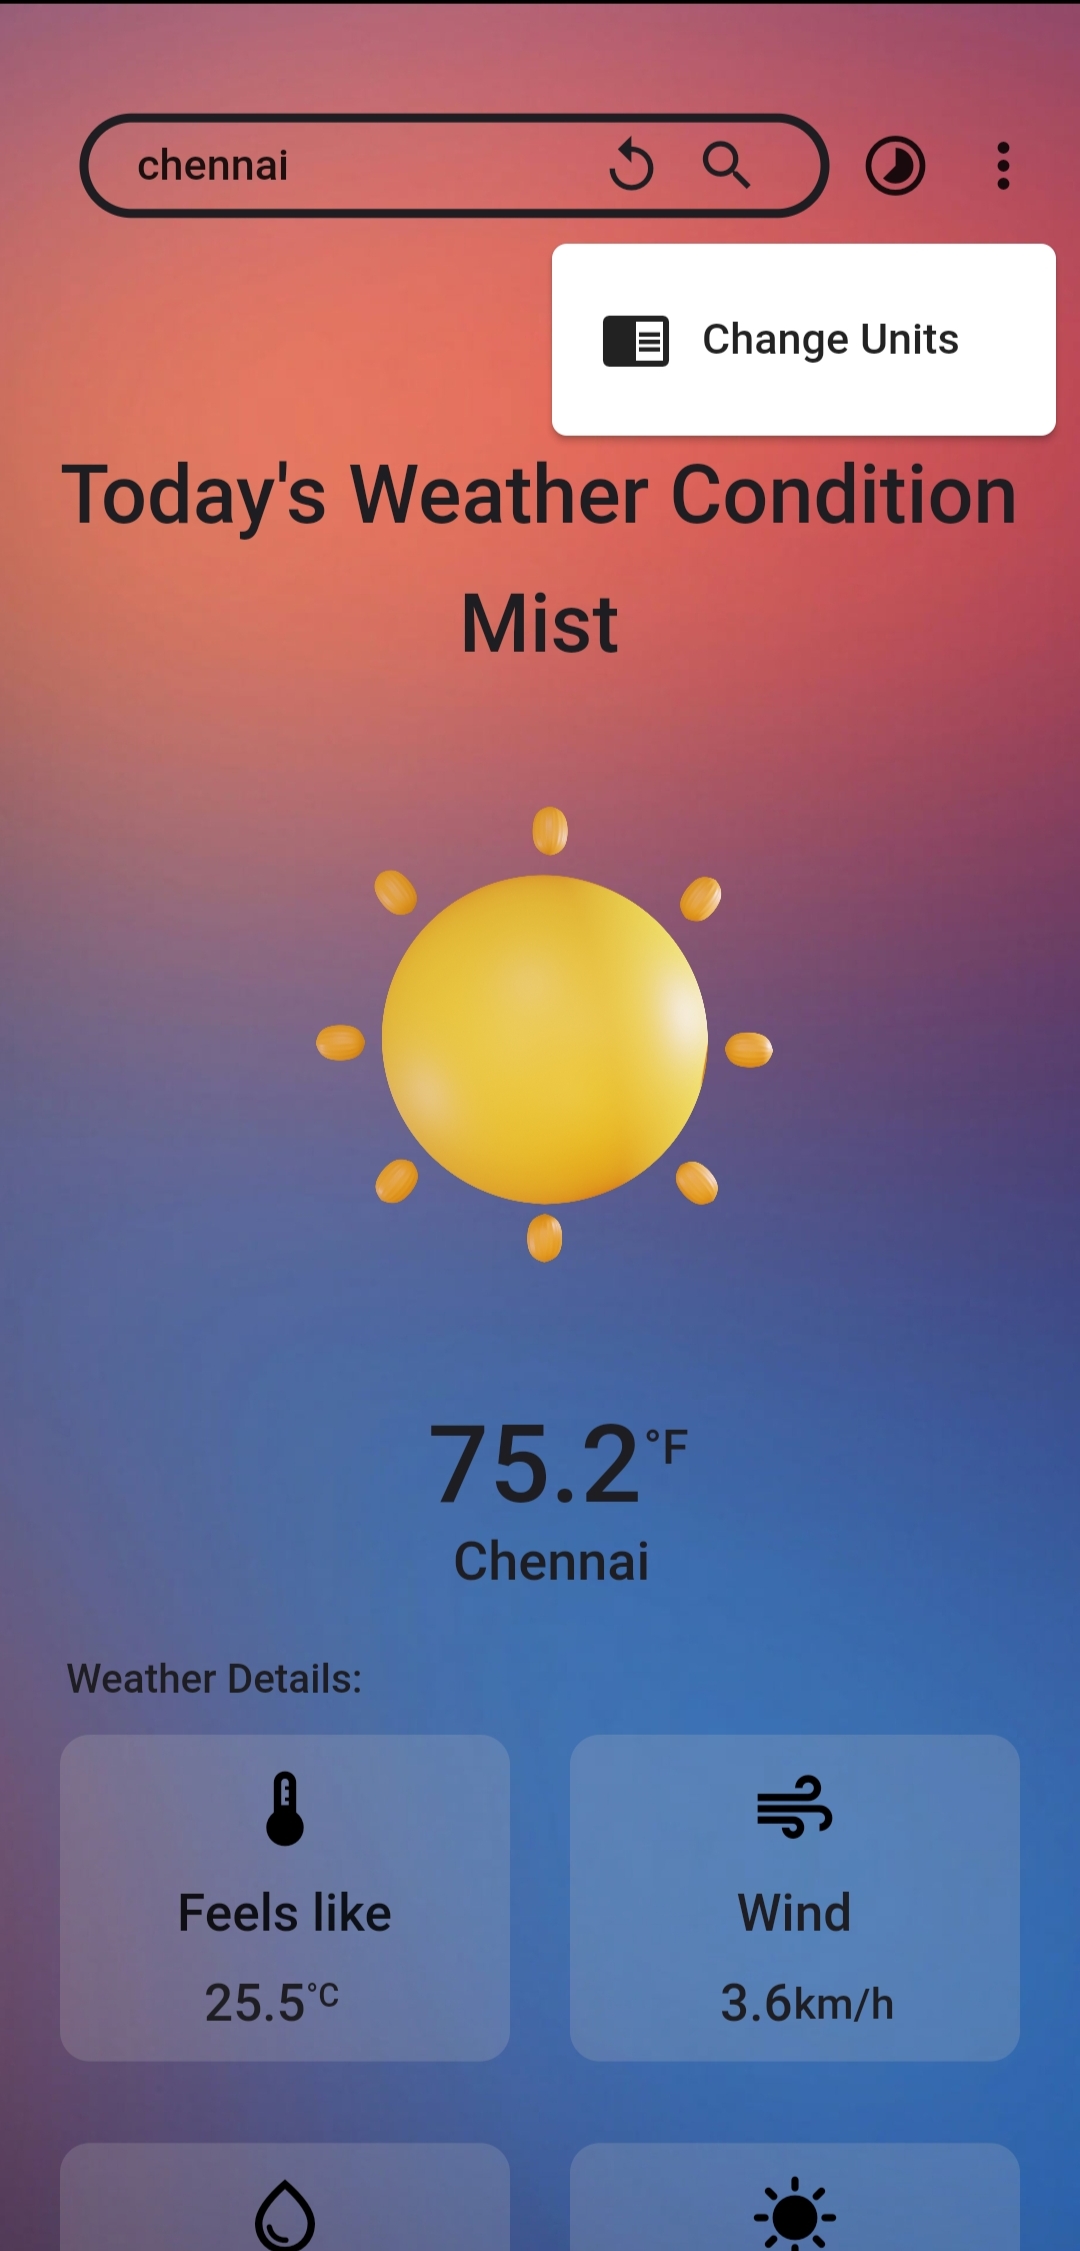 chennai
Change Units
Today's Weather Condition
Mist
75.2°F
Chennai
Weather Details:
Feels like
25.5°C
Wind
3.6km/h